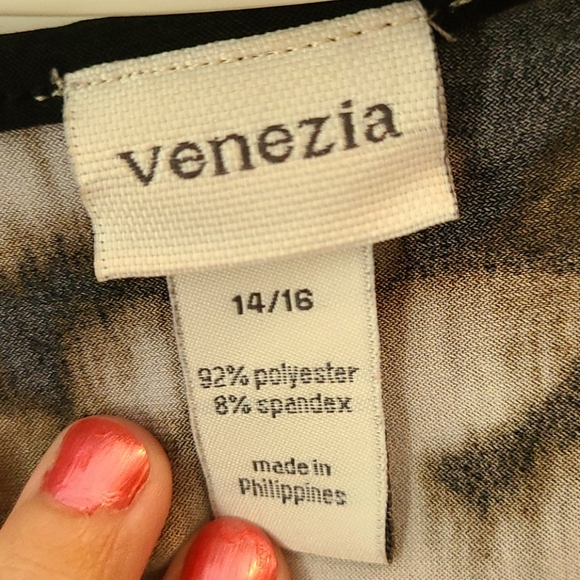 venezia
14/16
92% polyester
8% spandex
made in
Philippines